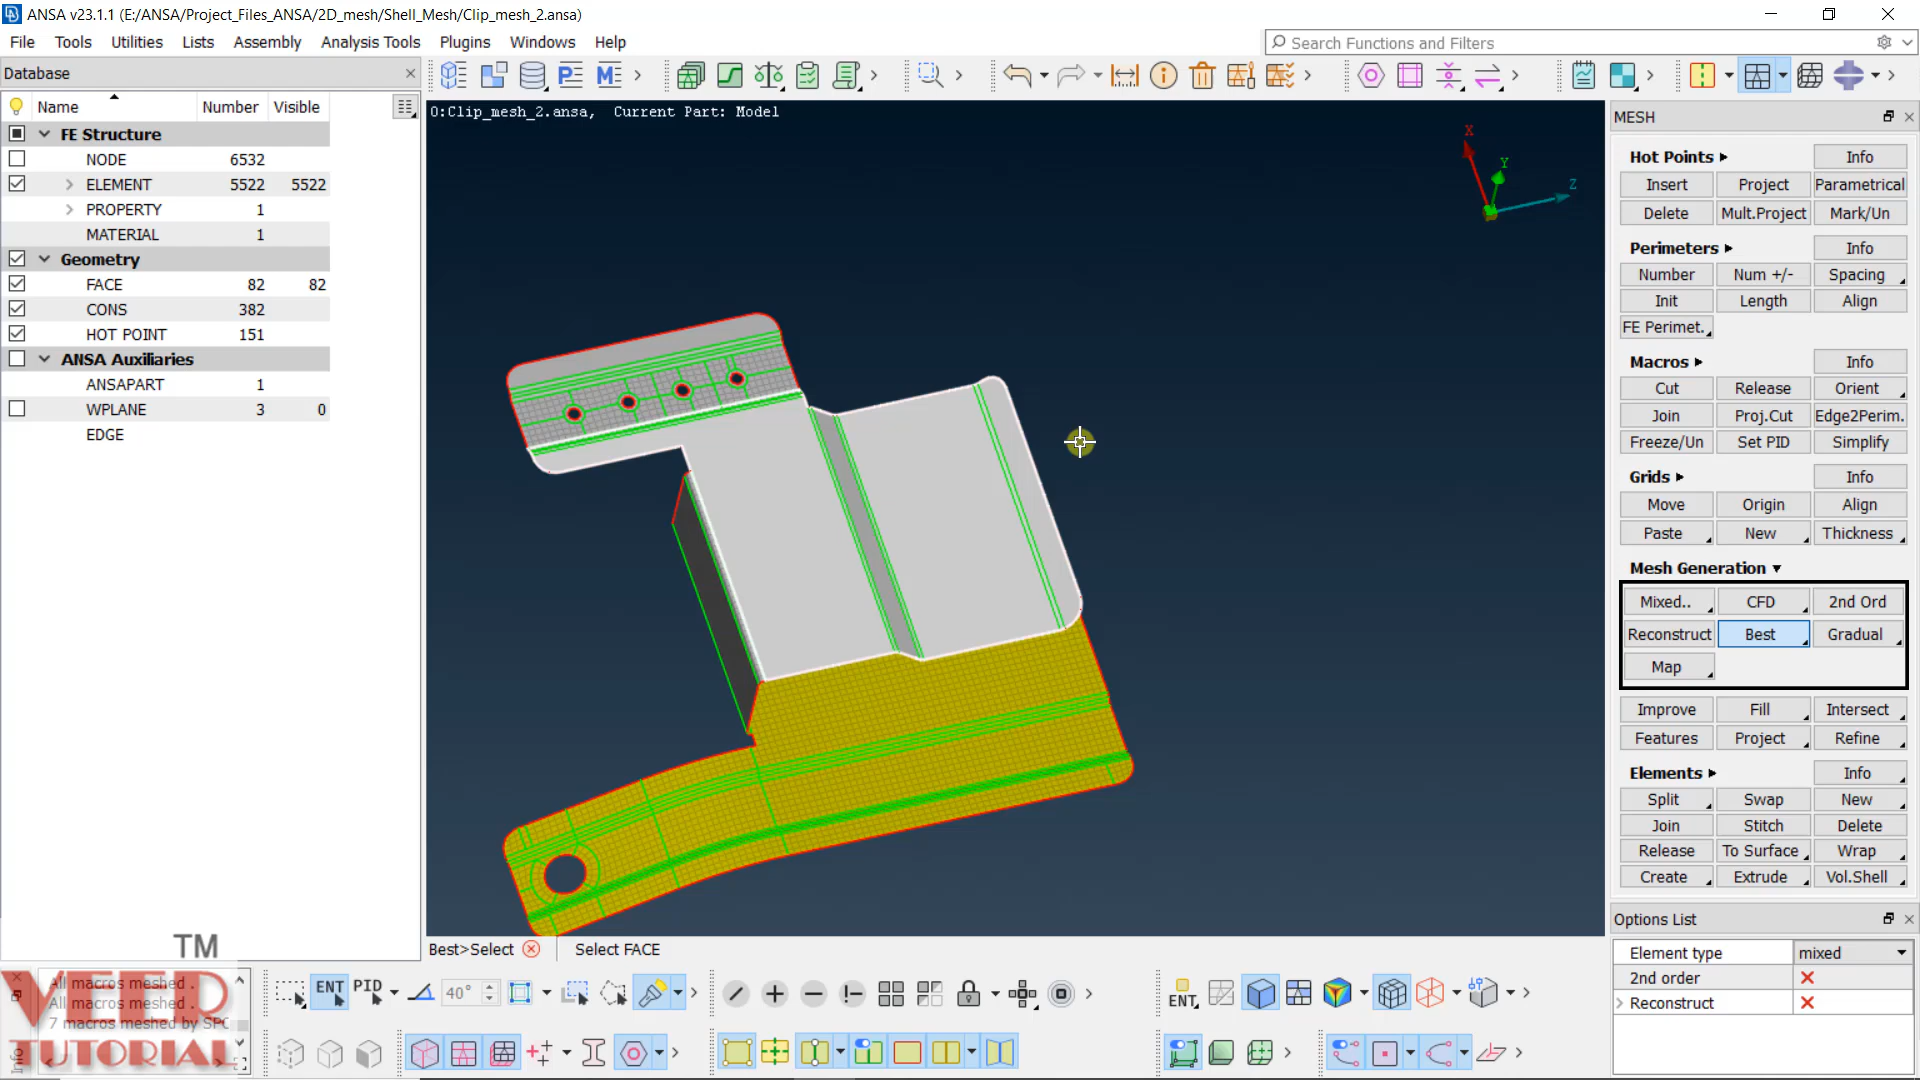 ANSA v23.1.1 (E:/ANSA/Project_Files_ANSA/2D_mesh/Shell_Mesh/Clip_mesh_2.ansa)
File Tools Utilities Lists Assembly Analysis Tools Plugins Windows Help
Search Functions and Filters
Database
Name Number Visible
FE Structure
NODE 6532
ELEMENT 5522 5522
PROPERTY 1
MATERIAL 1
Geometry
FACE 82 82
CONS 382
HOT POINT 151
ANSA Auxiliaries
ANSAPART 1
WPLANE 3 0
EDGE
0:Clip_mesh_2.ansa, Current Part: Model
X
Y
Z
MESH
Hot Points Info
Insert Project Parametrical
Delete Mult.Project Mark/Un
Perimeters Info
Number Num +/- Spacing
Init Length Align
FE Perimet.
Macros Info
Cut Release Orient
Join Proj.Cut Edge2Perim.
Freeze/Un Set PID Simplify
Grids Info
Move Origin Align
Paste New Thickness
Mesh Generation
Mixed.. CFD 2nd Ord
Reconstruct Best Gradual
Map
Improve Fill Intersect
Features Project Refine
Elements Info
Split Swap New
Join Stitch Delete
Release To Surface Wrap
Create Extrude Vol.Shell
Options List
Element type mixed
2nd order
Reconstruct
Best>Select Select FACE
TM
VEER
TUTORIAL
All macros meshed .
All macros meshed .
7 macros meshed by SPC
Info
ENT PID 40°
ENT